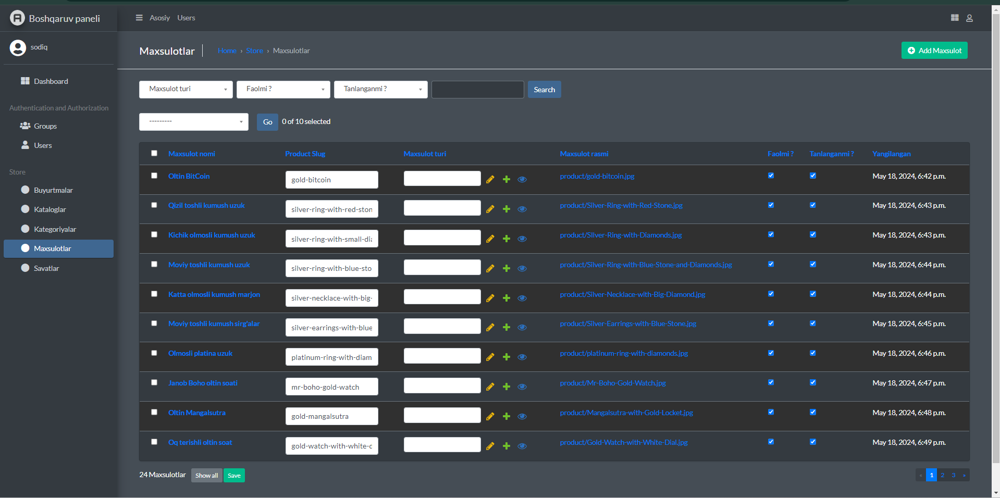 Boshqaruv paneli
Asosiy Users
sodiq
Maxsulotlar
Home › Store › Maxsulotlar
Add Maxsulot
Dashboard
Authentication and Authorization
Groups
Users
Store
Buyurtmalar
Kataloglar
Kategoriyalar
Maxsulotlar
Savatlar
Maxsulot turi Faolmi ? Tanlanganmi ? Search
--------- Go 0 of 10 selected
Maxsulot nomi Product Slug Maxsulot turi Maxsulot rasmi Faolmi ? Tanlanganmi ? Yangilangan
Oltin BitCoin gold-bitcoin product/gold-bitcoin.jpg May 18, 2024, 6:42 p.m.
Qizil toshli kumush uzuk silver-ring-with-red-ston product/Silver-Ring-with-Red-Stone.jpg May 18, 2024, 6:43 p.m.
Kichik olmosli kumush uzuk silver-ring-with-small-dia product/SIlver-Ring-with-Diamonds.jpg May 18, 2024, 6:43 p.m.
Moviy toshli kumush uzuk silver-ring-with-blue-sto product/Silver-Ring-with-Blue-Stone-and-Diamonds.jpg May 18, 2024, 6:44 p.m.
Katta olmosli kumush marjon silver-necklace-with-big- product/Silver-Necklace-with-Big-Diamond.jpg May 18, 2024, 6:44 p.m.
Moviy toshli kumush sirg'alar silver-earrings-with-blue product/Silver-Earrings-with-Blue-Stone.jpg May 18, 2024, 6:45 p.m.
Olmosli platina uzuk platinum-ring-with-diam product/platinum-ring-with-diamonds.jpg May 18, 2024, 6:46 p.m.
Janob Boho oltin soati mr-boho-gold-watch product/Mr-Boho-Gold-Watch.jpg May 18, 2024, 6:47 p.m.
Oltin Mangalsutra gold-mangalsutra product/Mangalsutra-with-Gold-Locket.jpg May 18, 2024, 6:48 p.m.
Oq terishli oltin soat gold-watch-with-white-d product/Gold-Watch-with-White-Dial.jpg May 18, 2024, 6:49 p.m.
24 Maxsulotlar Show all Save « 1 2 3 »